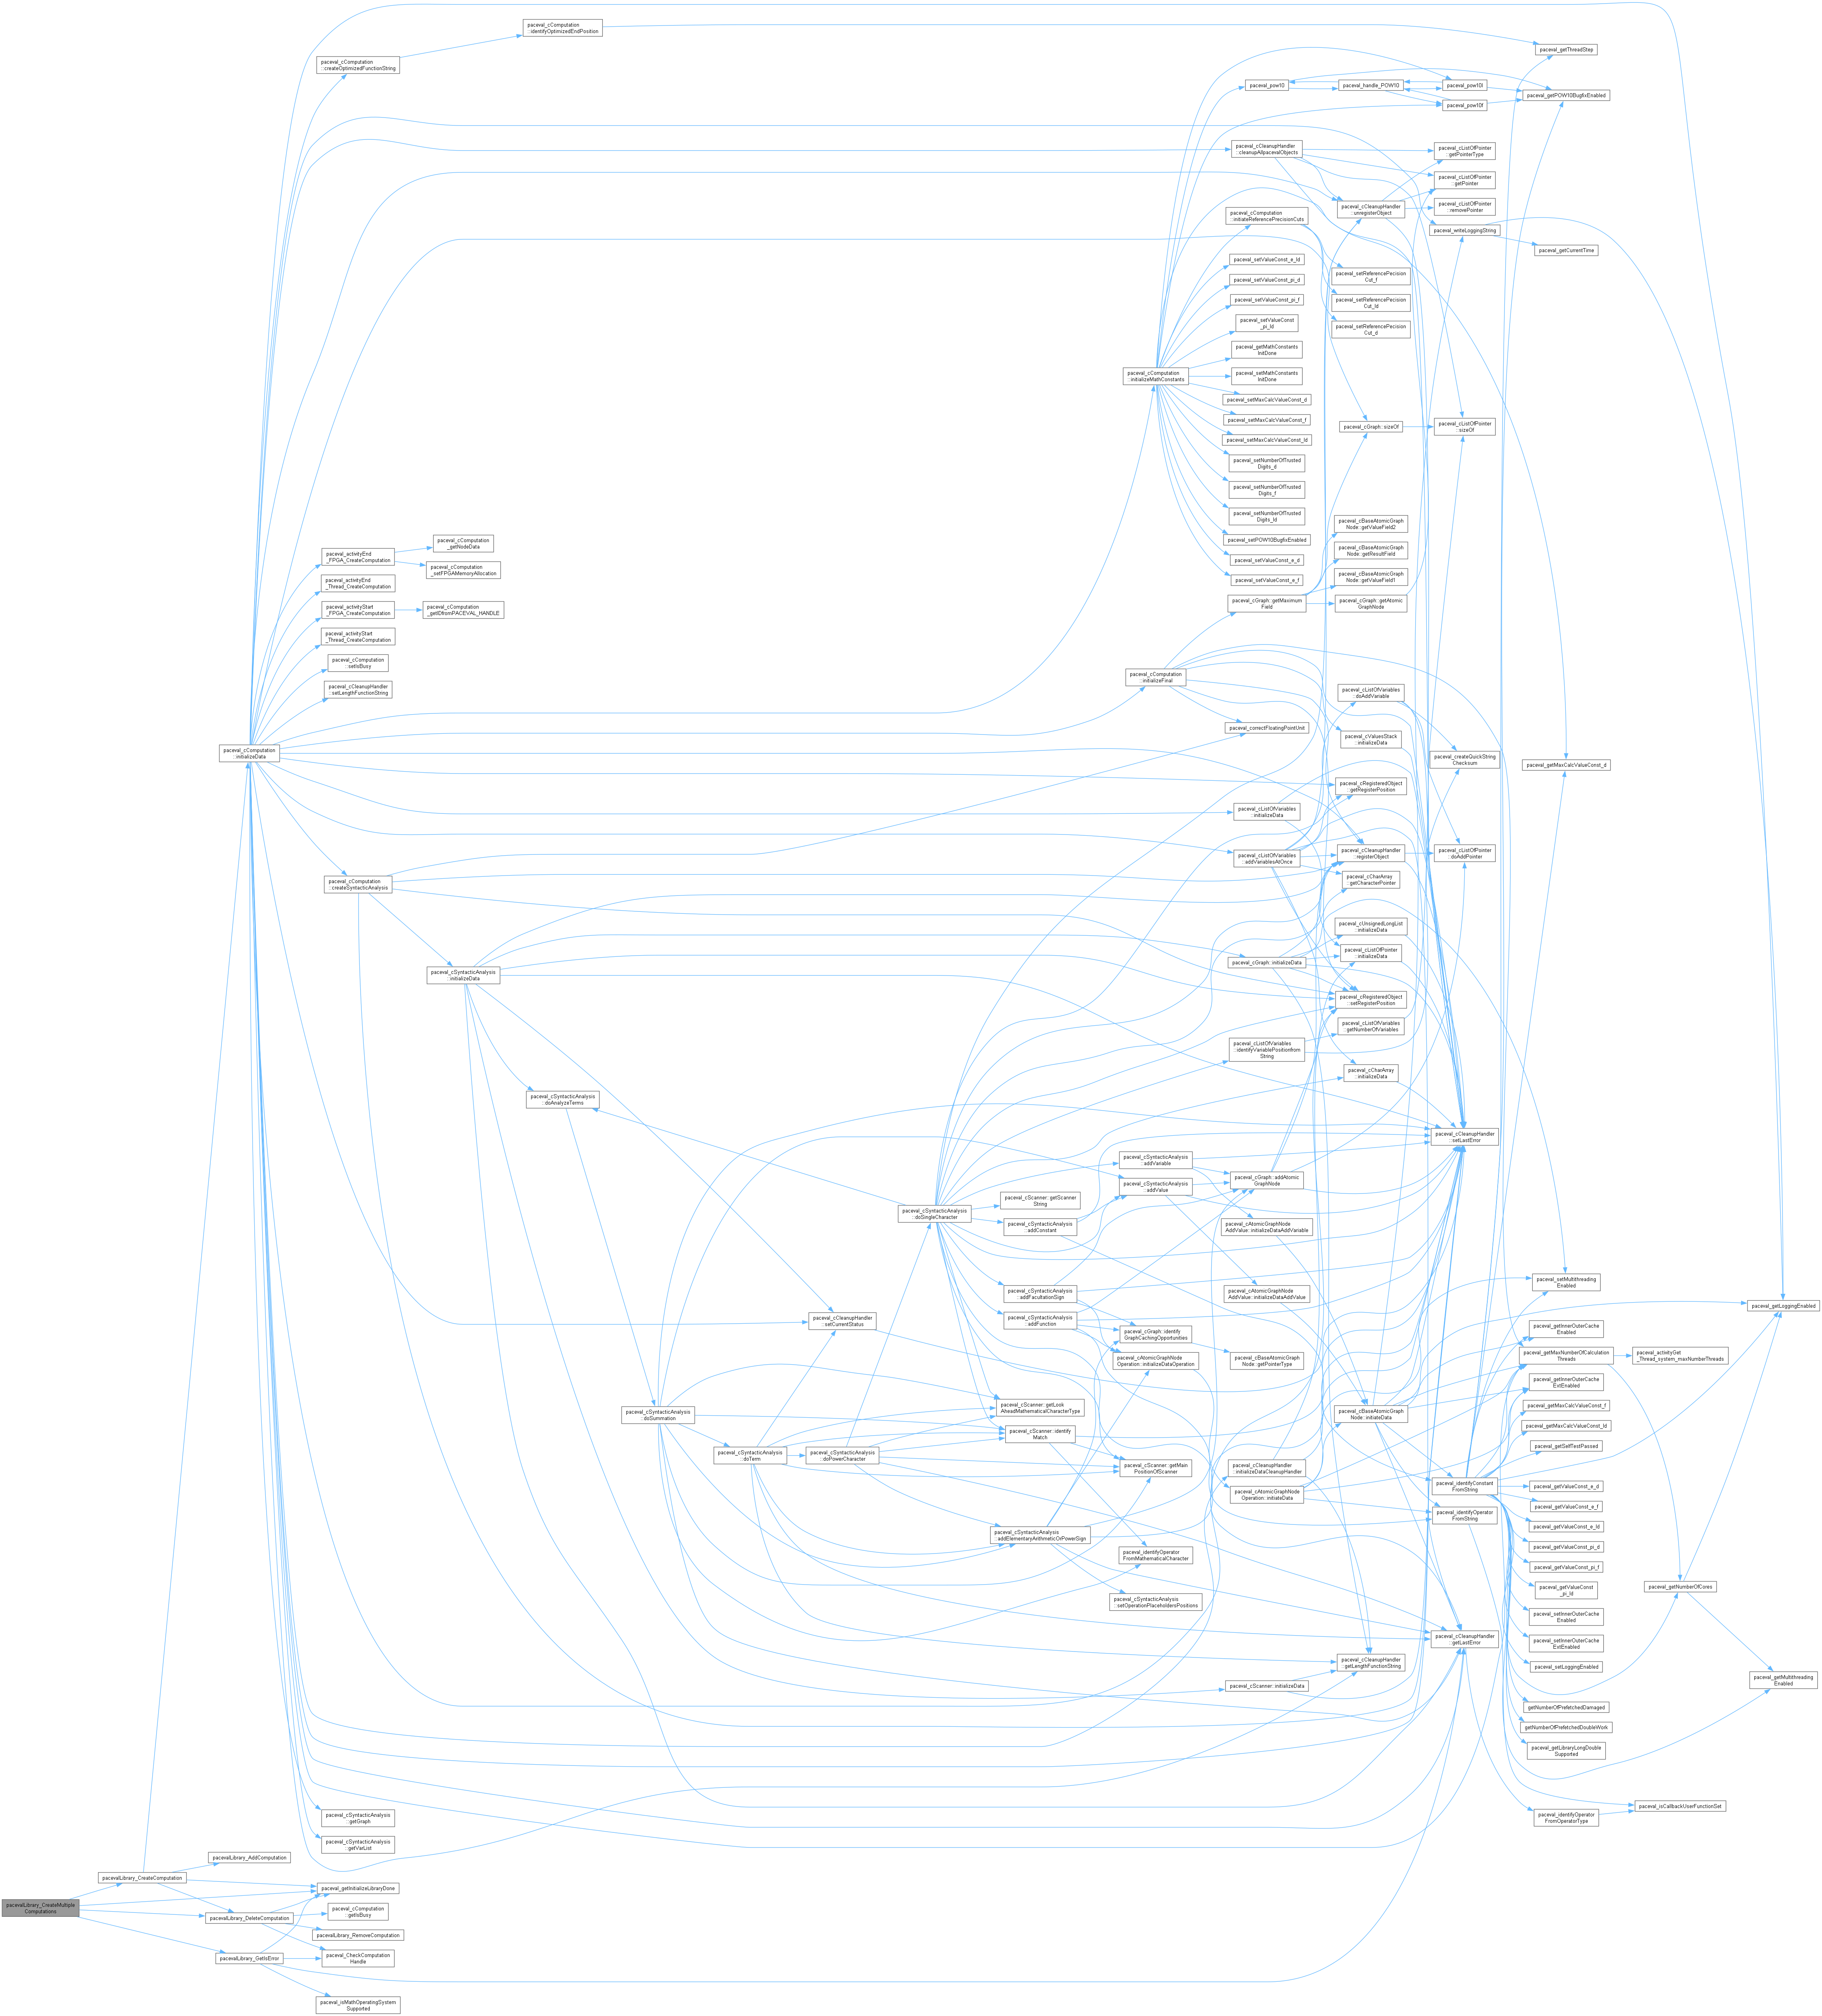 paceval_cComputation
::identifyOptimizedEndPosition
paceval_getThreadStep
paceval_cComputation
::createOptimizedFunctionString
paceval_pow10
paceval_handle_POW10
paceval_pow10l
paceval_getPOW10BugfixEnabled
paceval_pow10f
paceval_cCleanupHandler
::cleanupAllpacevalObjects
paceval_cListOfPointer
::getPointerType
paceval_cListOfPointer
::getPointer
paceval_cListOfPointer
::removePointer
paceval_cCleanupHandler
::unregisterObject
paceval_cComputation
::initiateReferencePrecisionCuts
paceval_writeLoggingString
paceval_getCurrentTime
paceval_setValueConst_e_ld
paceval_setReferencePecision
Cut_f
paceval_setValueConst_pi_d
paceval_setValueConst_pi_f
paceval_setReferencePecision
Cut_ld
paceval_setValueConst
_pi_ld
paceval_setReferencePecision
Cut_d
paceval_getMathConstants
InitDone
paceval_cComputation
::initializeMathConstants
paceval_setMathConstants
InitDone
paceval_setMaxCalcValueConst_d
paceval_setMaxCalcValueConst_f
paceval_cGraph::sizeOf
paceval_cListOfPointer
::sizeOf
paceval_setMaxCalcValueConst_ld
paceval_setNumberOfTrusted
Digits_d
paceval_setNumberOfTrusted
Digits_f
paceval_setNumberOfTrusted
Digits_ld
paceval_cBaseAtomicGraph
Node::getValueField2
paceval_setPOW10BugfixEnabled
paceval_cBaseAtomicGraph
Node::getResultField
paceval_setValueConst_e_d
paceval_setValueConst_e_f
paceval_cBaseAtomicGraph
Node::getValueField1
paceval_cGraph::getMaximum
Field
paceval_cGraph::getAtomic
GraphNode
paceval_cComputation
_getNodeData
paceval_activityEnd
_FPGA_CreateComputation
paceval_cComputation
_setFPGAMemoryAllocation
paceval_activityEnd
_Thread_CreateComputation
paceval_activityStart
_FPGA_CreateComputation
paceval_cComputation
_getIDfromPACEVAL_HANDLE
paceval_activityStart
_Thread_CreateComputation
paceval_cComputation
::setIsBusy
paceval_cCleanupHandler
::setLengthFunctionString
paceval_cComputation
::initializeFinal
paceval_cListOfVariables
::doAddVariable
paceval_correctFloatingPointUnit
paceval_cValuesStack
::initializeData
paceval_cComputation
::initializeData
paceval_createQuickString
Checksum
paceval_getMaxCalcValueConst_d
paceval_cRegisteredObject
::getRegisterPosition
paceval_cListOfVariables
::initializeData
paceval_cListOfVariables
::addVariablesAtOnce
paceval_cCleanupHandler
::registerObject
paceval_cListOfPointer
::doAddPointer
paceval_cComputation
::createSyntacticAnalysis
paceval_cCharArray
::getCharacterPointer
paceval_cUnsignedLongList
::initializeData
paceval_cSyntacticAnalysis
::initializeData
paceval_cGraph::initializeData
paceval_cListOfPointer
::initializeData
paceval_cRegisteredObject
::setRegisterPosition
paceval_cListOfVariables
::getNumberOfVariables
paceval_cListOfVariables
::identifyVariablePositionfrom
String
paceval_cCharArray
::initializeData
paceval_cSyntacticAnalysis
::doAnalyzeTerms
paceval_cCleanupHandler
::setLastError
paceval_cSyntacticAnalysis
::addVariable
paceval_cSyntacticAnalysis
::addValue
paceval_cGraph::addAtomic
GraphNode
paceval_cScanner::getScanner
String
paceval_cSyntacticAnalysis
::doSingleCharacter
paceval_cSyntacticAnalysis
::addConstant
paceval_cAtomicGraphNode
AddValue::initializeDataAddVariable
paceval_setMultithreading
Enabled
paceval_cSyntacticAnalysis
::addFacultationSign
paceval_cAtomicGraphNode
AddValue::initializeDataAddValue
paceval_getLoggingEnabled
paceval_cCleanupHandler
::setCurrentStatus
paceval_cSyntacticAnalysis
::addFunction
paceval_cGraph::identify
GraphCachingOpportunities
paceval_getInnerOuterCache
Enabled
paceval_cAtomicGraphNode
Operation::initializeDataOperation
paceval_cBaseAtomicGraph
Node::getPointerType
paceval_getMaxNumberOfCalculation
Threads
paceval_activityGet
_Thread_system_maxNumberThreads
paceval_getInnerOuterCache
ExtEnabled
paceval_cScanner::getLook
AheadMathematicalCharacterType
paceval_cSyntacticAnalysis
::doSummation
paceval_cBaseAtomicGraph
Node::initiateData
paceval_getMaxCalcValueConst_f
paceval_getMaxCalcValueConst_ld
paceval_cScanner::identify
Match
paceval_getSelfTestPassed
paceval_cSyntacticAnalysis
::doTerm
paceval_cSyntacticAnalysis
::doPowerCharacter
paceval_cScanner::getMain
PositionOfScanner
paceval_cCleanupHandler
::initializeDataCleanupHandler
paceval_identifyConstant
FromString
paceval_getValueConst_e_d
paceval_cAtomicGraphNode
Operation::initiateData
paceval_getValueConst_e_f
paceval_identifyOperator
FromString
paceval_getValueConst_e_ld
paceval_cSyntacticAnalysis
::addElementaryArithmeticOrPowerSign
paceval_getValueConst_pi_d
paceval_identifyOperator
FromMathematicalCharacter
paceval_getValueConst_pi_f
paceval_getValueConst
_pi_ld
paceval_getNumberOfCores
paceval_cSyntacticAnalysis
::setOperationPlaceholdersPositions
paceval_setInnerOuterCache
Enabled
paceval_cCleanupHandler
::getLastError
paceval_setInnerOuterCache
ExtEnabled
paceval_cCleanupHandler
::getLengthFunctionString
paceval_setLoggingEnabled
paceval_getMultithreading
Enabled
paceval_cScanner::initializeData
getNumberOfPrefetchedDamaged
getNumberOfPrefetchedDoubleWork
paceval_getLibraryLongDouble
Supported
paceval_isCallbackUserFunctionSet
paceval_identifyOperator
FromOperatorType
paceval_cSyntacticAnalysis
::getGraph
paceval_cSyntacticAnalysis
::getVarList
pacevalLibrary_AddComputation
pacevalLibrary_CreateComputation
paceval_getInitializeLibraryDone
pacevalLibrary_CreateMultiple
Computations
paceval_cComputation
::getIsBusy
pacevalLibrary_DeleteComputation
pacevalLibrary_RemoveComputation
pacevalLibrary_GetIsError
paceval_CheckComputation
Handle
paceval_isMathOperatingSystem
Supported